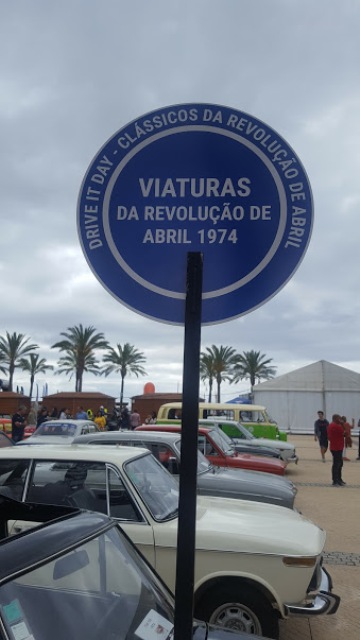 DRIVE IT DAY - CLÁSSICOS DA REVOLUÇÃO DE ABRIL
VIATURAS
DA REVOLUÇÃO DE
ABRIL 1974